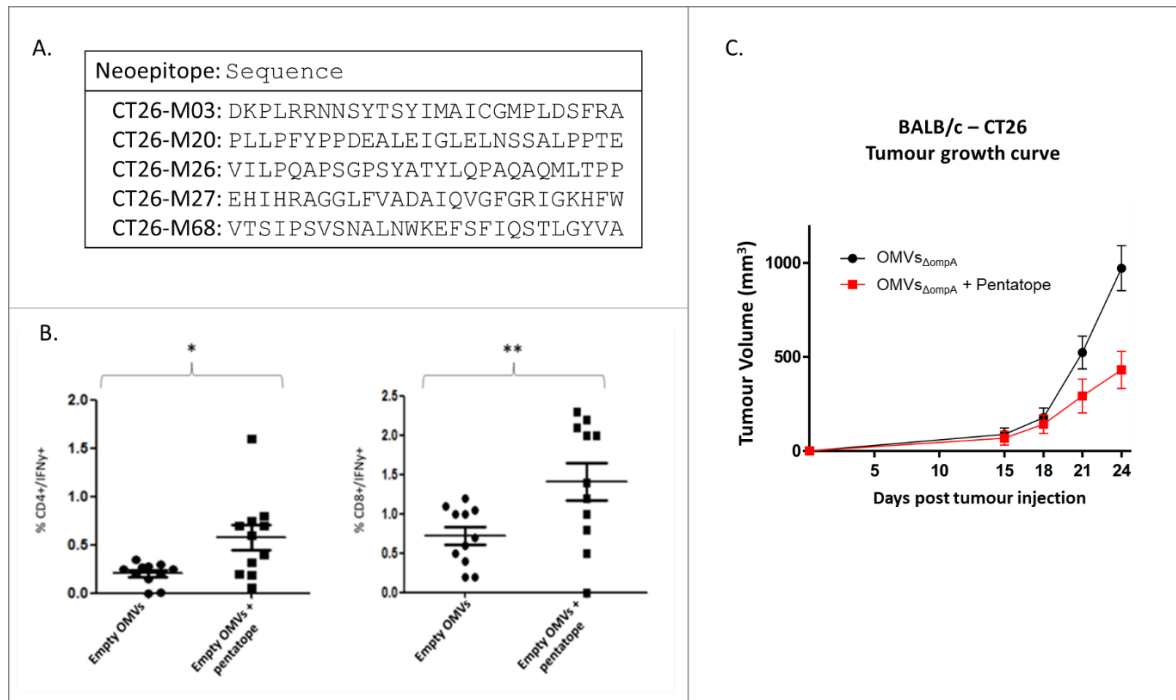 A.
Neoepitope: Sequence
CT26-M03: DKPLRRNNSYTSYIMAICGMPLDSFRA
CT26-M20: PLLPFYPPDEALEIGLELNSSALPPTE
CT26-M26: VILPQAPSGPSYATYLQPAQAQMLTPP
CT26-M27: EHIHRAGGLFVADAIQVGFGRIGKHFW
CT26-M68: VTSIPSVSNALNWKEFSFIQSTLGYVA
B.
*
% CD4+/IFNy+
2.0
1.5
1.0
0.5
0.0
Empty OMVs
Empty OMVs +
pentatope
**
% CD8+/IFNy+
2.5
2.0
1.5
1.0
0.5
0.0
Empty OMVs
Empty OMVs +
pentatope
C.
BALB/c – CT26
Tumour growth curve
OMVsΔompA
OMVsΔompA + Pentatope
Tumour Volume (mm³)
1000
500
0
5 10 15 18 21 24
Days post tumour injection